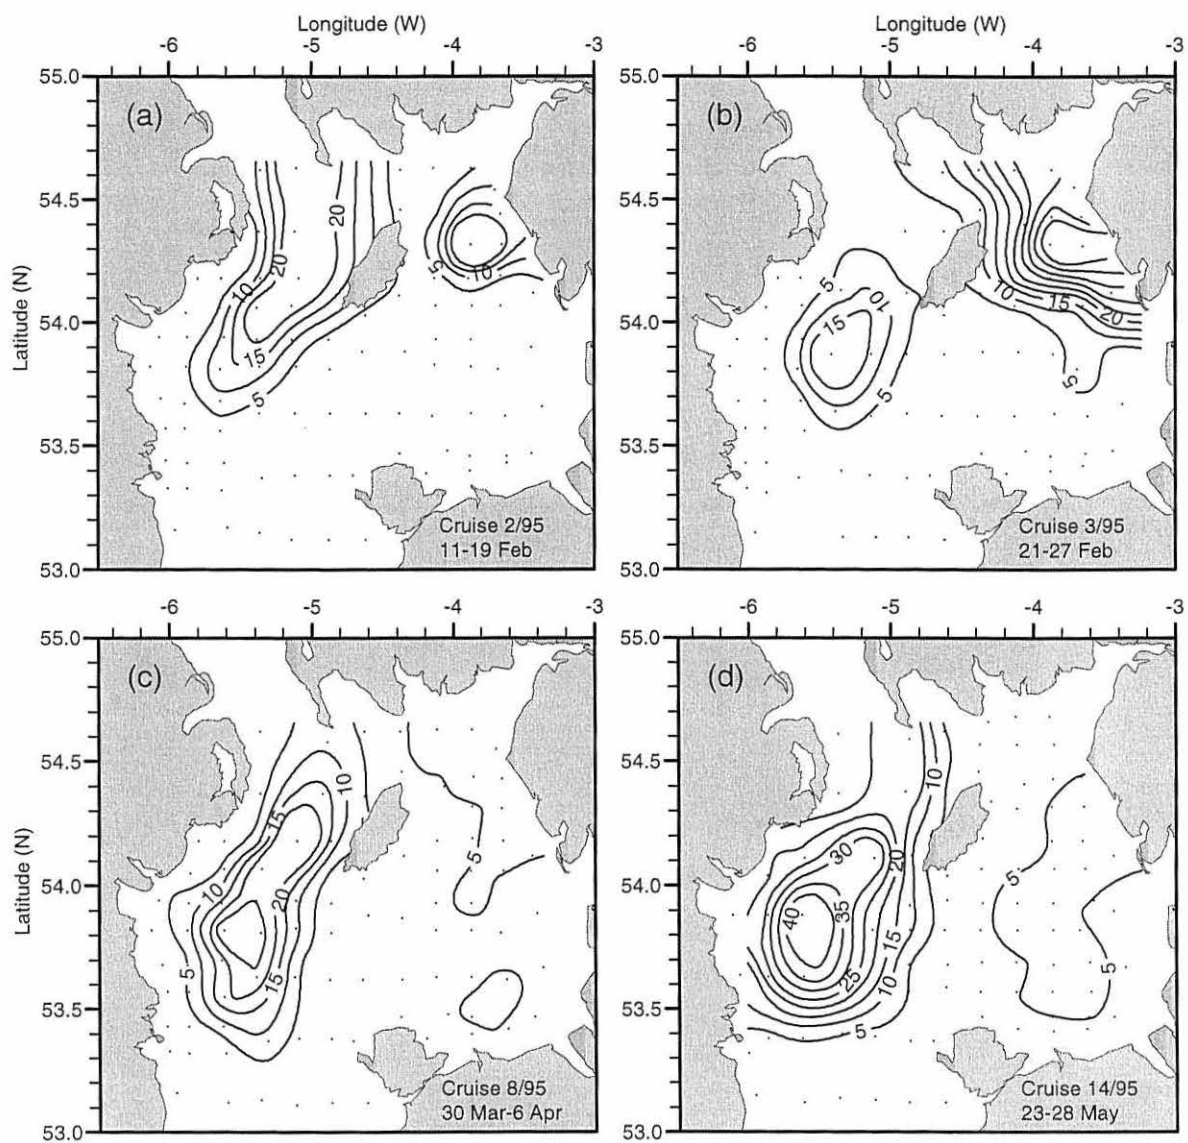 Longitude (W)
Longitude (W)
-6 -5 -4 -3
-6 -5 -4 -3
55.0
54.5
54.0
53.5
53.0
Latitude (N)
(a)
20
20
10
15
5
5
10
Cruise 2/95
11-19 Feb
55.0
54.5
54.0
53.5
53.0
(b)
5
10
15
5
10
15
20
5
Cruise 3/95
21-27 Feb
-6 -5 -4 -3
-6 -5 -4 -3
55.0
54.5
54.0
53.5
53.0
Latitude (N)
(c)
10
15
10
20
5
15
5
Cruise 8/95
30 Mar-6 Apr
55.0
54.5
54.0
53.5
53.0
(d)
10
30
20
40
35
15
25
10
5
5
5
Cruise 14/95
23-28 May